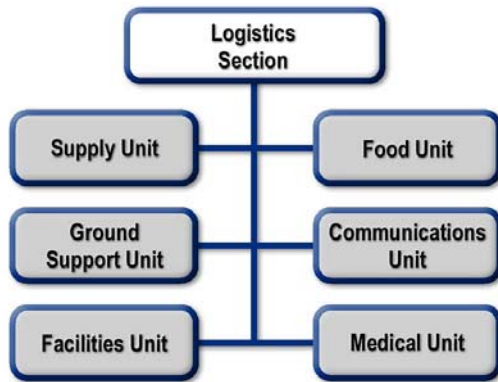 Logistics
Section
Supply Unit
Food Unit
Ground
Support Unit
Communications
Unit
Facilities Unit
Medical Unit